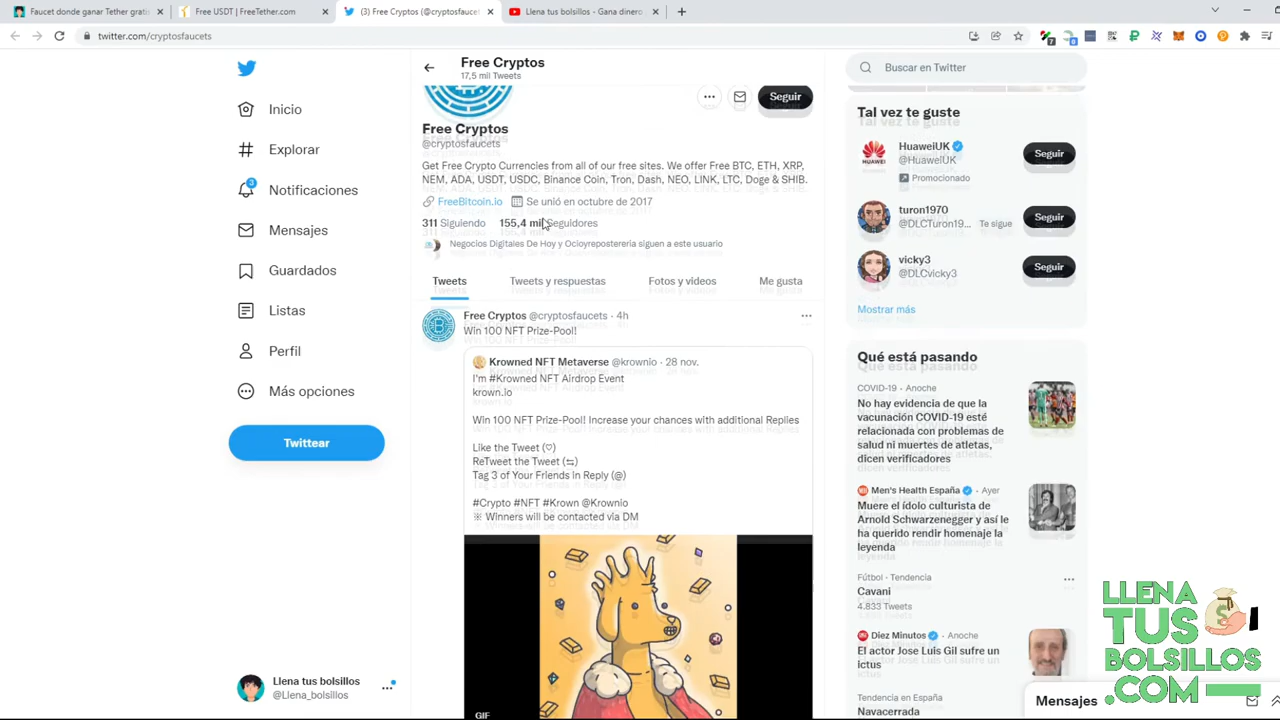 Faucet donde ganar Tether gratis
Free USDT | FreeTether.com
(3) Free Cryptos (@cryptosfaucet
Llena tus bolsillos - Gana dinero
twitter.com/cryptosfaucets
7
8
Inicio
Explorar
3
Notificaciones
Mensajes
Guardados
Listas
Perfil
Más opciones
Twittear
Llena tus bolsillos
@Llena_bolsillos
Free Cryptos
17,5 mil Tweets
Seguir
Free Cryptos
@cryptosfaucets
Get Free Crypto Currencies from all of our free sites. We offer Free BTC, ETH, XRP,
NEM, ADA, USDT, USDC, Binance Coin, Tron, Dash, NEO, LINK, LTC, Doge & SHIB.
FreeBitcoin.io Se unió en octubre de 2017
311 Siguiendo 155,4 mil Seguidores
Negocios Digitales De Hoy y Ocioyrepostereria siguen a este usuario
Tweets Tweets y respuestas Fotos y videos Me gusta
Free Cryptos @cryptosfaucets · 4h
Win 100 NFT Prize-Pool!
Krowned NFT Metaverse @krownio · 28 nov.
I'm #Krowned NFT Airdrop Event
krown.io
Win 100 NFT Prize-Pool! Increase your chances with additional Replies
Like the Tweet (♡)
ReTweet the Tweet (⇆)
Tag 3 of Your Friends in Reply (@)
#Crypto #NFT #Krown @Krownio
※ Winners will be contacted via DM
GIF
Buscar en Twitter
Tal vez te guste
HuaweiUK
@HuaweiUK
Promocionado
Seguir
turon1970
@DLCTuron19... Te sigue
Seguir
vicky3
@DLCvicky3
Seguir
Mostrar más
Qué está pasando
COVID-19 · Anoche
No hay evidencia de que la
vacunación COVID-19 esté
relacionada con problemas de
salud ni muertes de atletas,
dicen verificadores
Men's Health España · Ayer
Muere el ídolo culturista de
Arnold Schwarzenegger y así le
ha querido rendir homenaje la
leyenda
Fútbol · Tendencia
Cavani
4.833 Tweets
Diez Minutos · Anoche
El actor Jose Luis Gil sufre un
ictus
Tendencia en España
Navacerrada
Mensajes
LLENA
TUS
BOLSILLOS
.COM